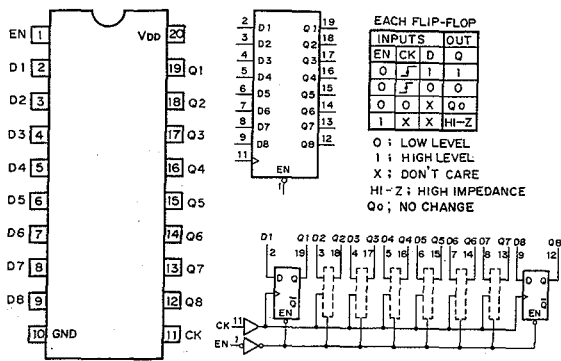 EN 1
D1 2
D2 3
D3 4
D4 5
D5 6
D6 7
D7 8
D8 9
10 GND
VDD 20
19 Q1
18 Q2
17 Q3
16 Q4
15 Q5
14 Q6
13 Q7
12 Q8
11 CK
2 D1 Q1 19
3 D2 Q2 18
4 D3 Q3 17
5 D4 Q4 16
6 D5 Q5 15
7 D6 Q6 14
8 D7 Q7 13
9 D8 Q8 12
11
EN
1
EACH FLIP-FLOP
INPUTS OUT
EN CK D Q
0 1 1
0 0 0
0 0 X Qo
1 X X HI-Z
0 ; LOW LEVEL
1 ; HIGH LEVEL
X ; DON'T CARE
HI-Z ; HIGH IMPEDANCE
Qo ; NO CHANGE
D1 Q1 D2 Q2 D3 Q3 D4 Q4 D5 Q5 D6 Q6 D7 Q7 D8 Q8
2 19 3 18 4 17 5 16 6 15 7 14 8 13 9 12
D Q
Q
EN
D Q
Q
EN
CK 11
EN 1